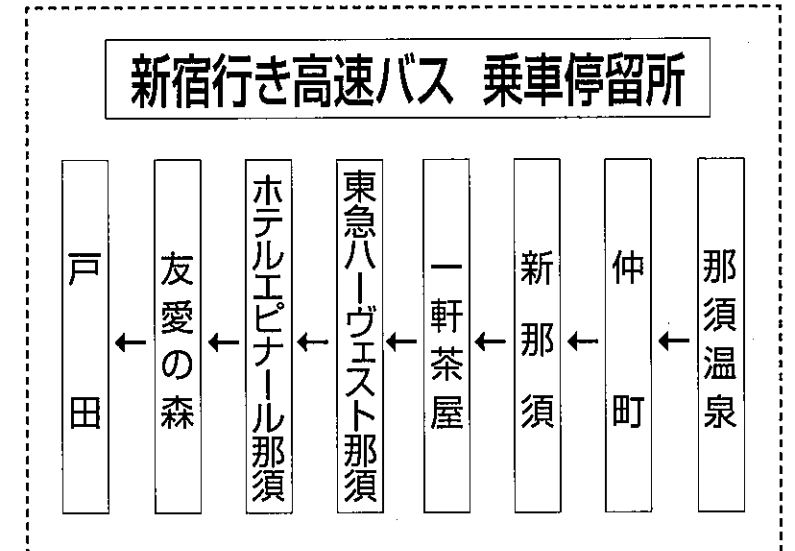 新宿行き高速バス 乗車停留所
那須温泉
←
仲町
←
新那須
←
一軒茶屋
←
東急ハーヴェスト那須
←
ホテルエピナール那須
←
友愛の森
←
戸田